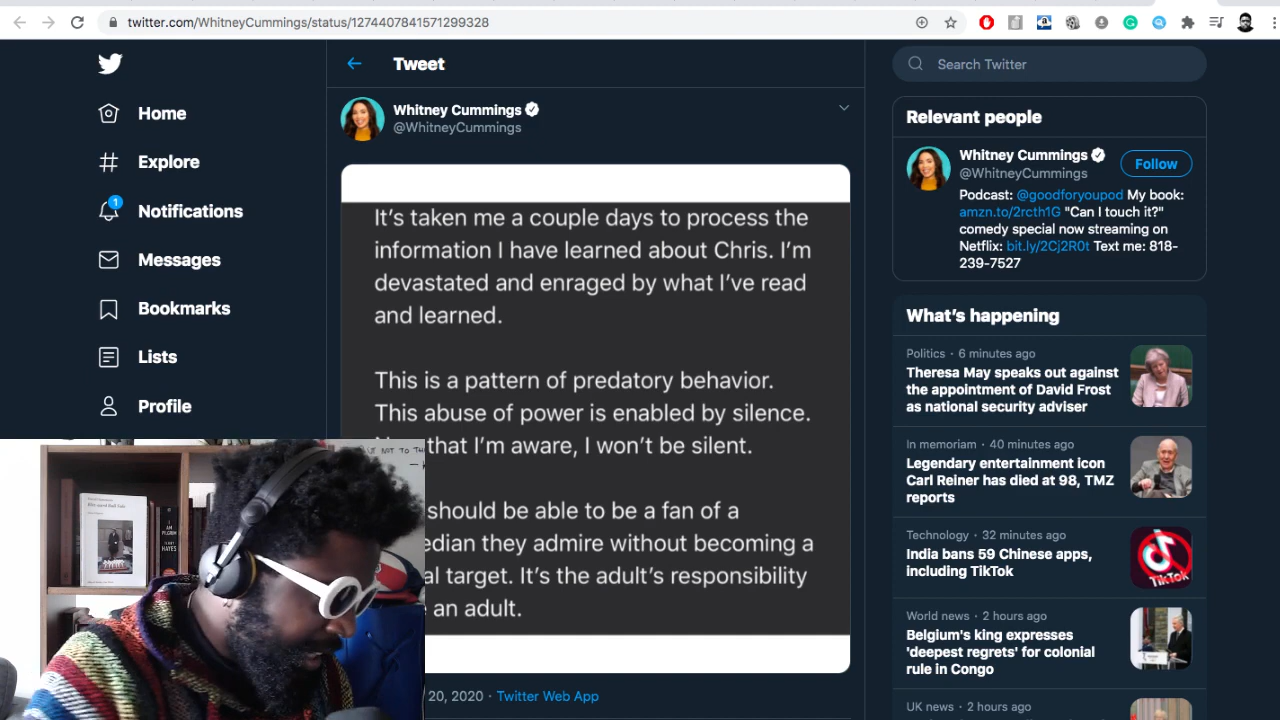 twitter.com/WhitneyCummings/status/1274407841571299328
Home
Explore
1
Notifications
Messages
Bookmarks
Lists
Profile
Tweet
Whitney Cummings
@WhitneyCummings
It's taken me a couple days to process the
information I have learned about Chris. I'm
devastated and enraged by what I've read
and learned.
This is a pattern of predatory behavior.
This abuse of power is enabled by silence.
that I'm aware, I won't be silent.
should be able to be a fan of a
edian they admire without becoming a
al target. It's the adult's responsibility
an adult.
20, 2020 · Twitter Web App
Search Twitter
Relevant people
Whitney Cummings
@WhitneyCummings
Follow
Podcast: @goodforyoupod My book:
amzn.to/2rcth1G "Can I touch it?"
comedy special now streaming on
Netflix: bit.ly/2Cj2R0t Text me: 818-
239-7527
What's happening
Politics · 6 minutes ago
Theresa May speaks out against
the appointment of David Frost
as national security adviser
In memoriam · 40 minutes ago
Legendary entertainment icon
Carl Reiner has died at 98, TMZ
reports
Technology · 32 minutes ago
India bans 59 Chinese apps,
including TikTok
TikTok
World news · 2 hours ago
Belgium's king expresses
'deepest regrets' for colonial
rule in Congo
UK news · 2 hours ago
I AM
PILGRIM
HAYES
NOT TO TH